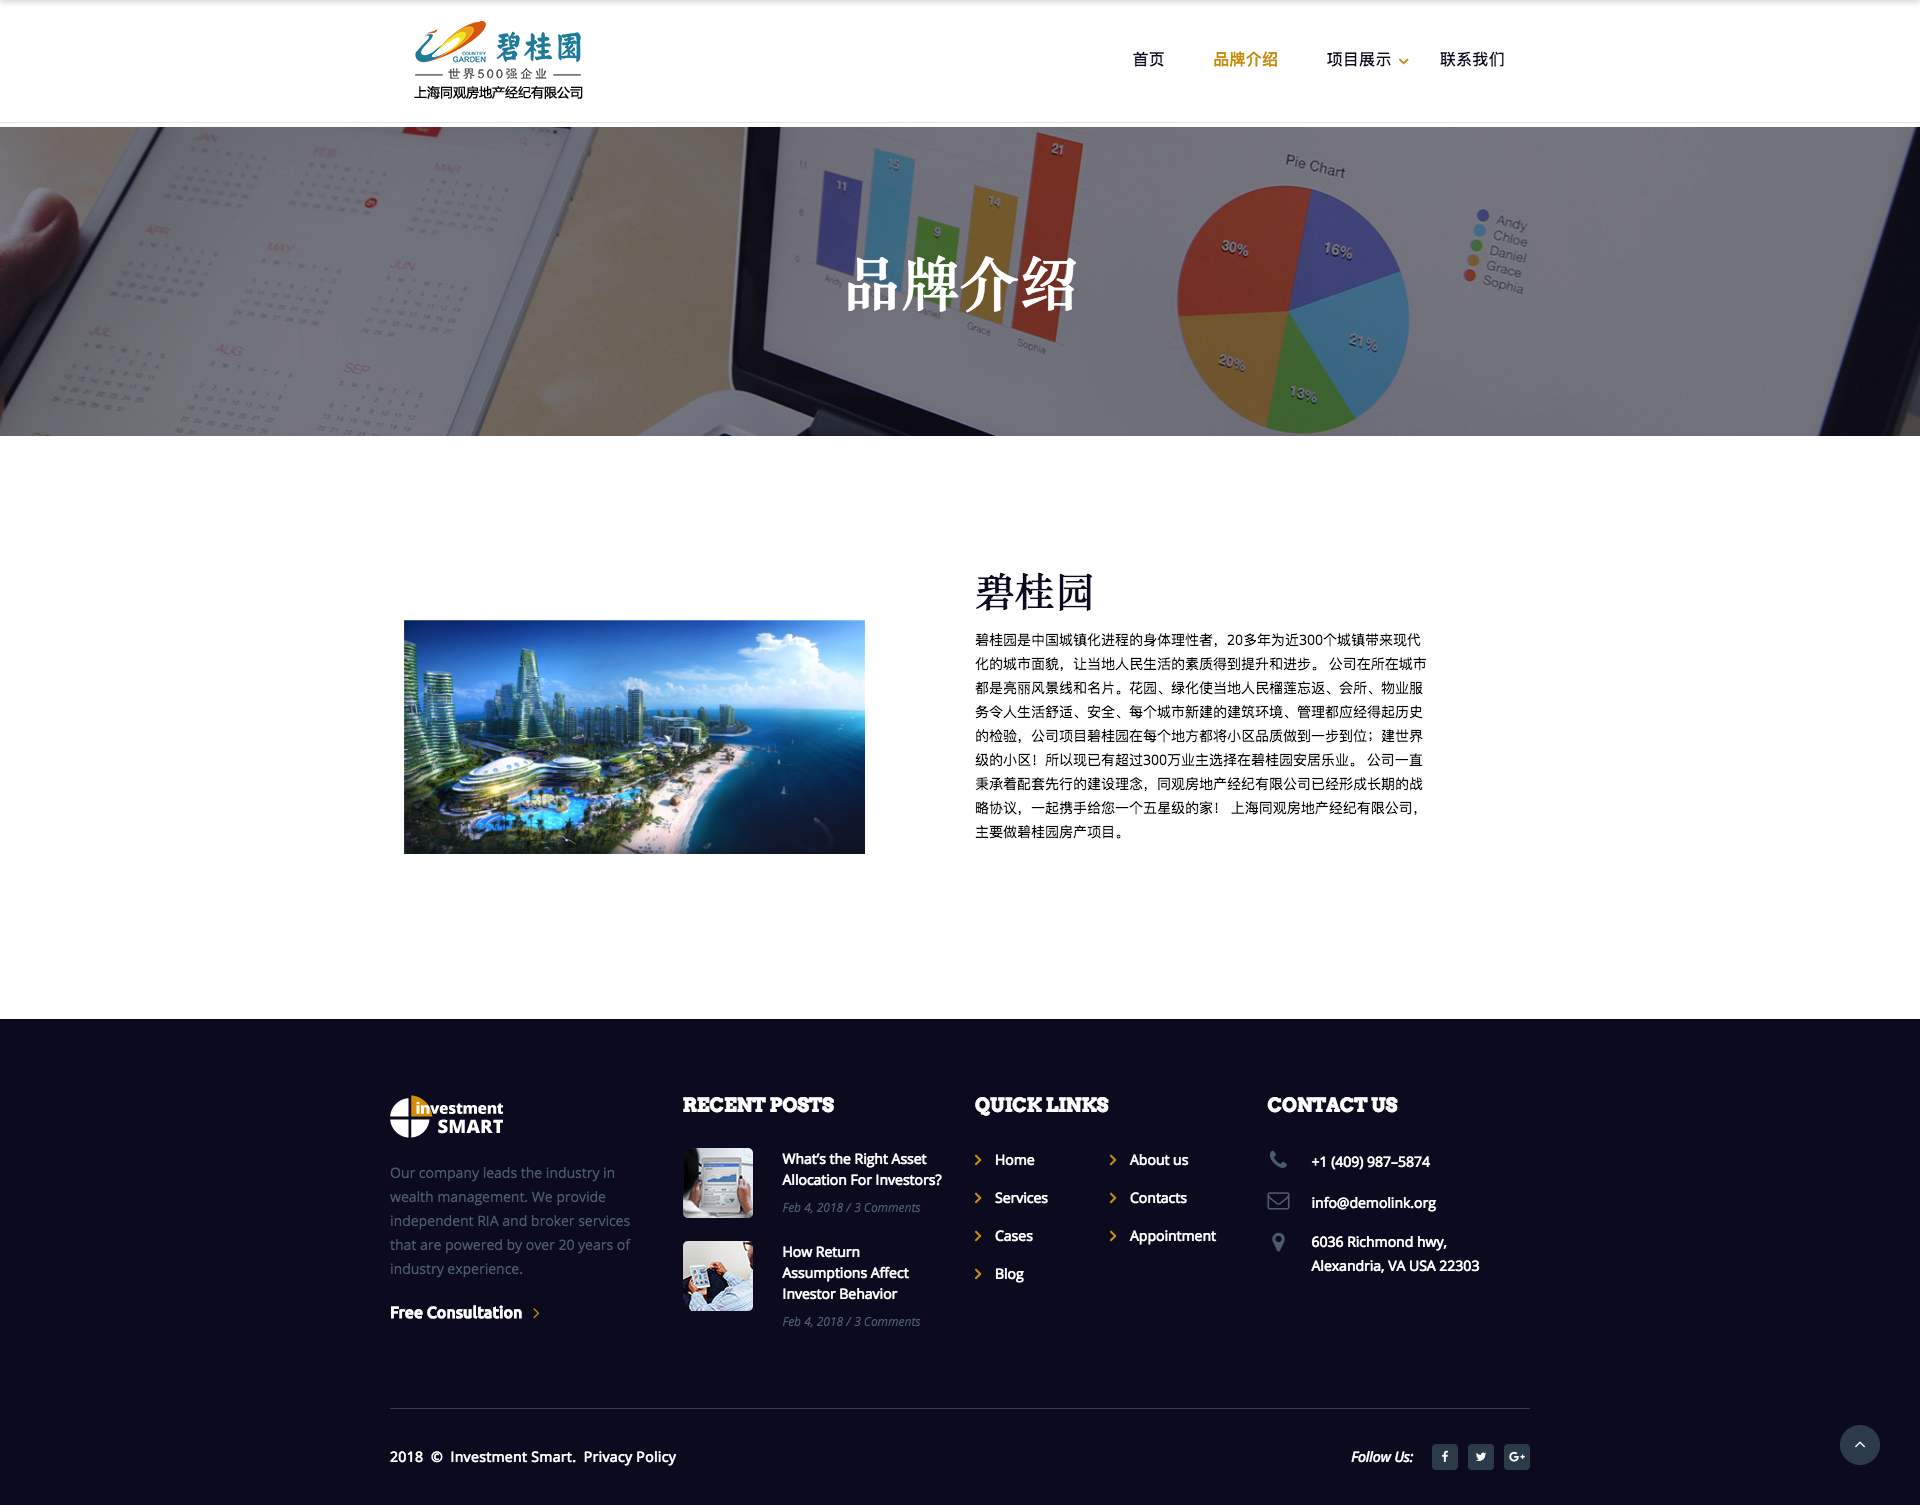 碧桂園
COUNTRY
GARDEN
世界500强企业
上海同观房地产经纪有限公司
首页
品牌介绍
项目展示
联系我们
JAN
FEB
MAR
APR
MAY
JUN
JUL
AUG
SEP
11
15
9
14
21
Grace
Sophia
Pie Chart
30%
16%
21%
13%
20%
Andy
Chloe
Daniel
Grace
Sophia
品牌介绍
碧桂园
碧桂园是中国城镇化进程的身体理性者，20多年为近300个城镇带来现代
化的城市面貌，让当地人民生活的素质得到提升和进步。 公司在所在城市
都是亮丽风景线和名片。花园、绿化使当地人民榴莲忘返、会所、物业服
务令人生活舒适、安全、每个城市新建的建筑环境、管理都应经得起历史
的检验，公司项目碧桂园在每个地方都将小区品质做到一步到位；建世界
级的小区！所以现已有超过300万业主选择在碧桂园安居乐业。 公司一直
秉承着配套先行的建设理念，同观房地产经纪有限公司已经形成长期的战
略协议，一起携手给您一个五星级的家！ 上海同观房地产经纪有限公司，
主要做碧桂园房产项目。
investment
SMART
Our company leads the industry in
wealth management. We provide
independent RIA and broker services
that are powered by over 20 years of
industry experience.
Free Consultation
RECENT POSTS
What's the Right Asset
Allocation For Investors?
Feb 4, 2018 / 3 Comments
How Return
Assumptions Affect
Investor Behavior
Feb 4, 2018 / 3 Comments
QUICK LINKS
Home
About us
Services
Contacts
Cases
Appointment
Blog
CONTACT US
+1 (409) 987–5874
info@demolink.org
6036 Richmond hwy,
Alexandria, VA USA 22303
2018 © Investment Smart. Privacy Policy
Follow Us: